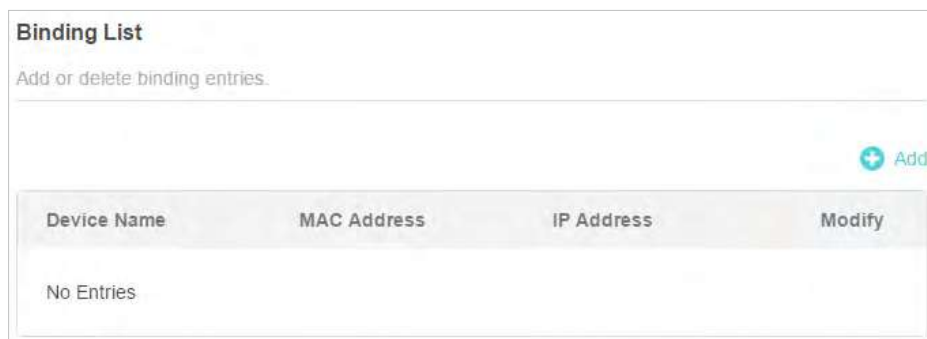 Binding List
Add or delete binding entries.
Add
Device Name MAC Address IP Address Modify
No Entries